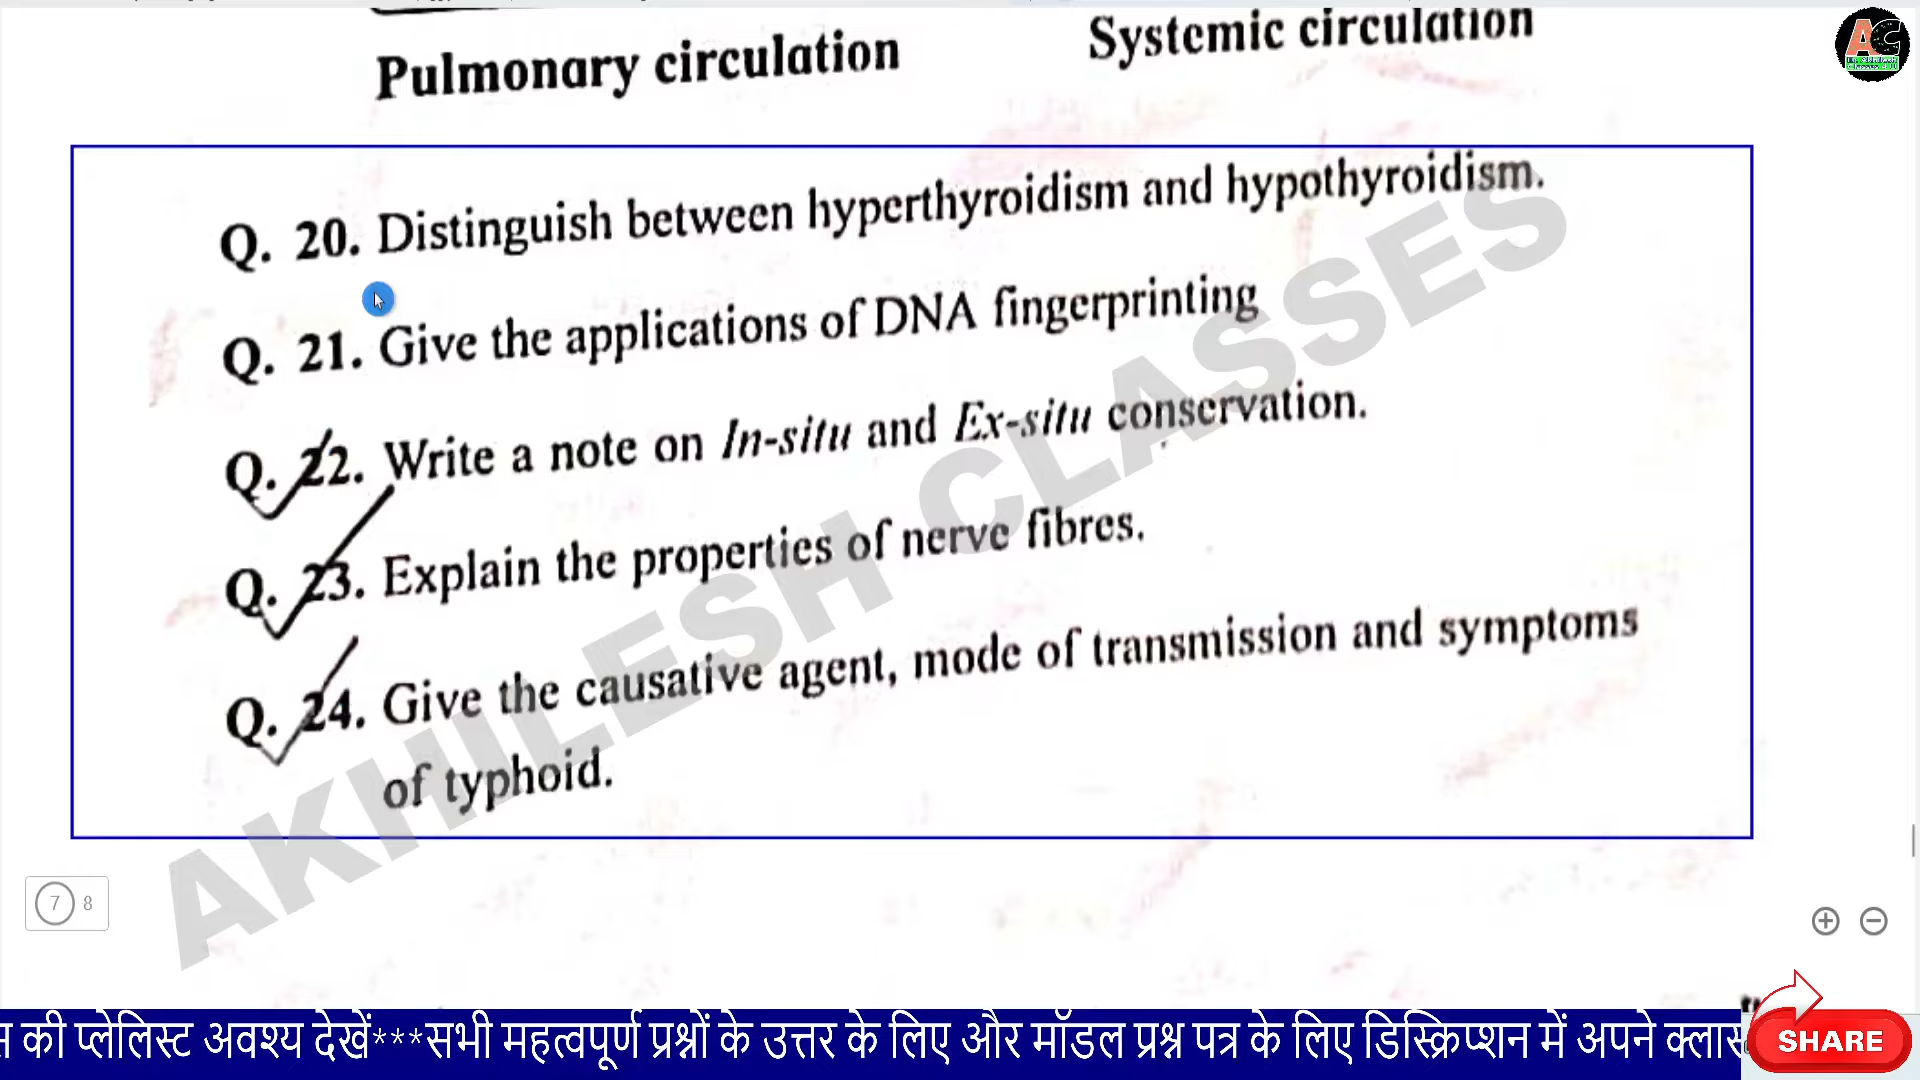 Pulmonary circulation
Systemic circulation
AC
Q. 20. Distinguish between hyperthyroidism and hypothyroidism.
Q. 21. Give the applications of DNA fingerprinting
Q. 22. Write a note on In-situ and Ex-situ conservation.
Q. 23. Explain the properties of nerve fibres.
Q. 24. Give the causative agent, mode of transmission and symptoms
of typhoid.
AKHILESH CLASSES
7 8
की प्लेलिस्ट अवश्य देखें***सभी महत्वपूर्ण प्रश्नों के उत्तर के लिए और मॉडल प्रश्न पत्र के लिए डिस्क्रिप्शन में अपने क्लास
SHARE